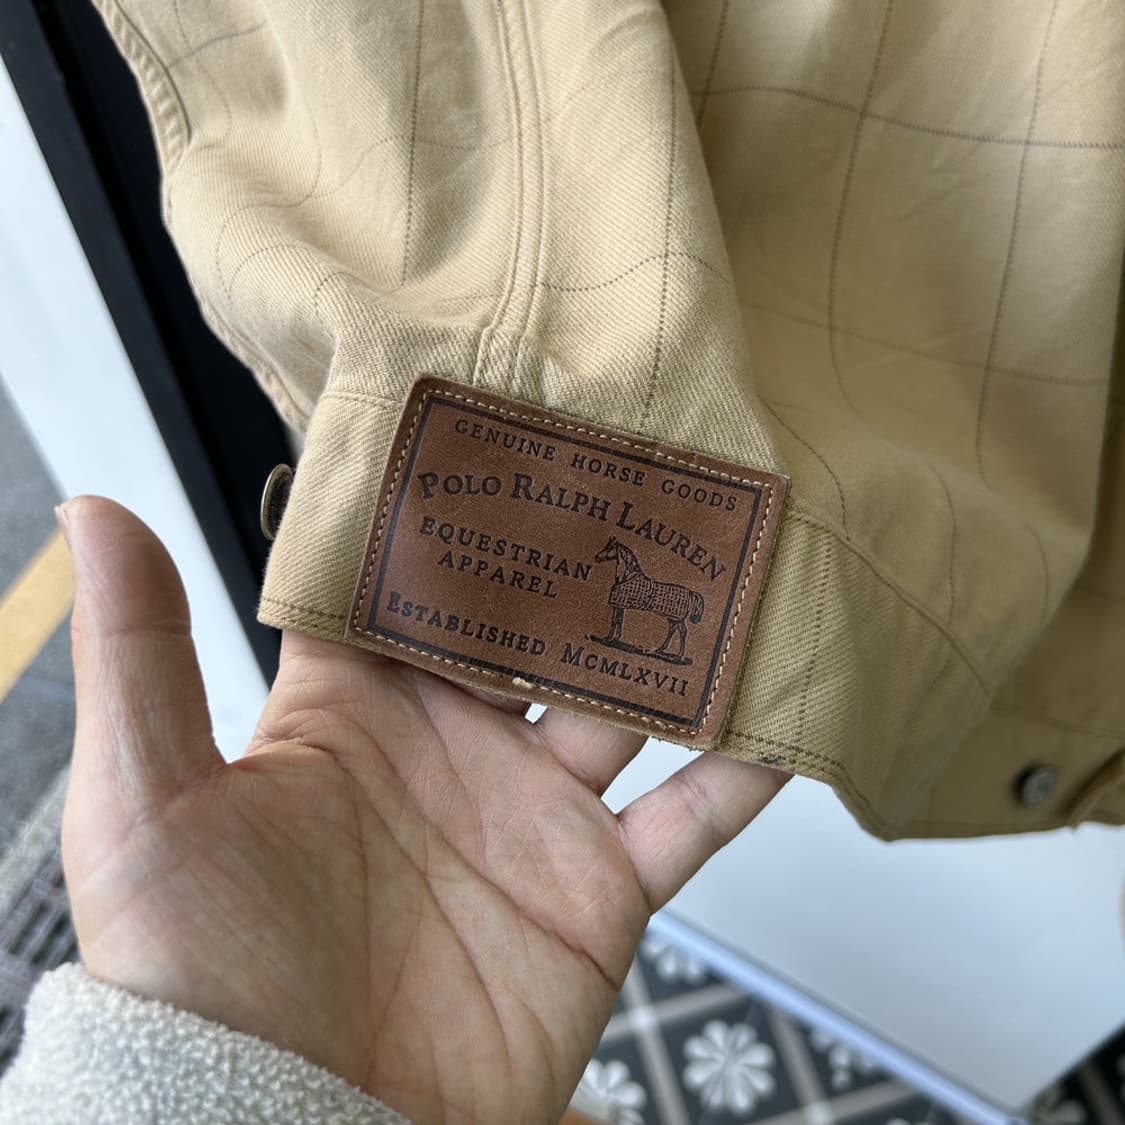 GENUINE HORSE GOODS
POLO RALPH LAUREN
EQUESTRIAN
APPAREL
ESTABLISHED MCMLXVII